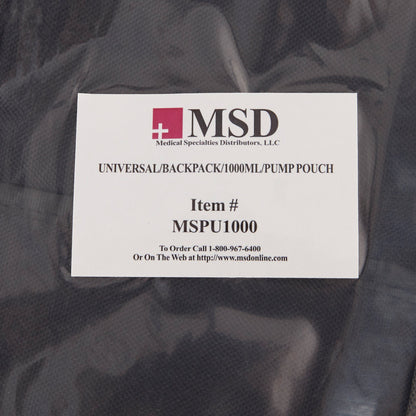 MSD
Medical Specialties Distributors, LLC
UNIVERSAL/BACKPACK/1000ML/PUMP POUCH
Item #
MSPU1000
To Order Call 1-800-967-6400
Or On The Web at http://www.msdonline.com